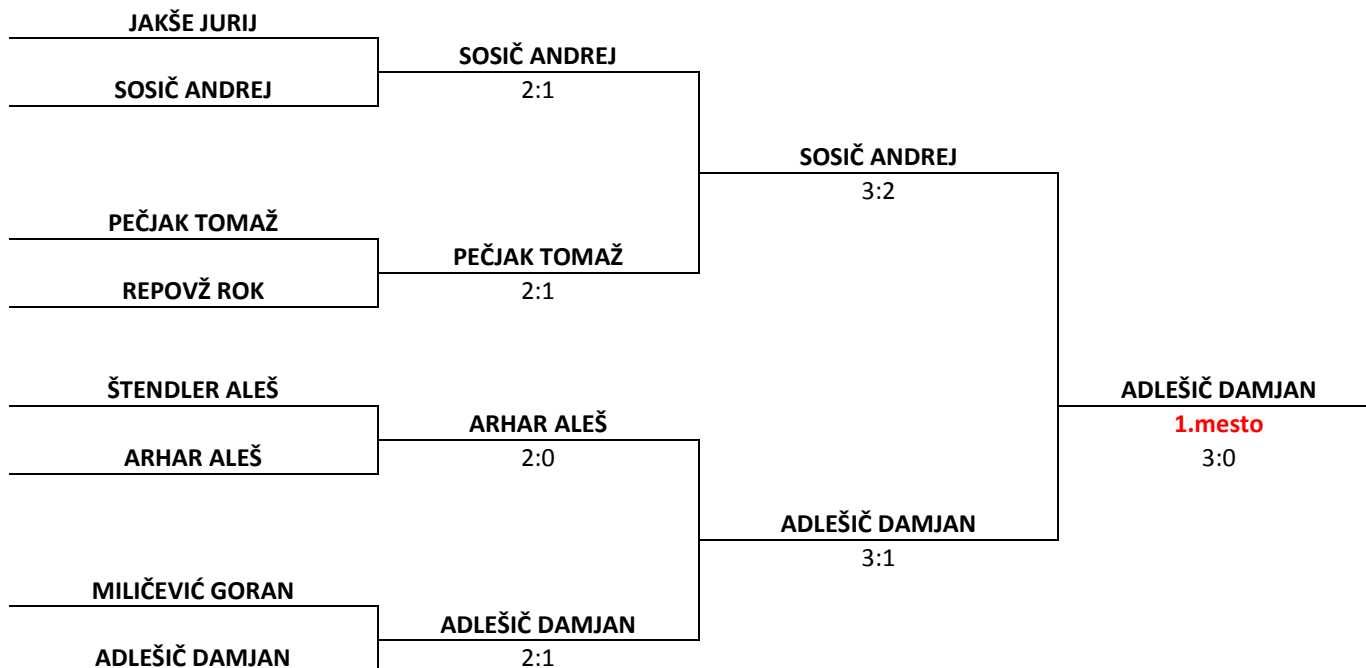 JAKŠE JURIJ
SOSIČ ANDREJ
SOSIČ ANDREJ
2:1
SOSIČ ANDREJ
3:2
PEČJAK TOMAŽ
PEČJAK TOMAŽ
REPOVŽ ROK
2:1
ŠTENDLER ALEŠ
ADLEŠIČ DAMJAN
ARHAR ALEŠ
1.mesto
ARHAR ALEŠ
2:0
3:0
ADLEŠIČ DAMJAN
3:1
MILIČEVIĆ GORAN
ADLEŠIČ DAMJAN
ADLEŠIČ DAMJAN
2:1